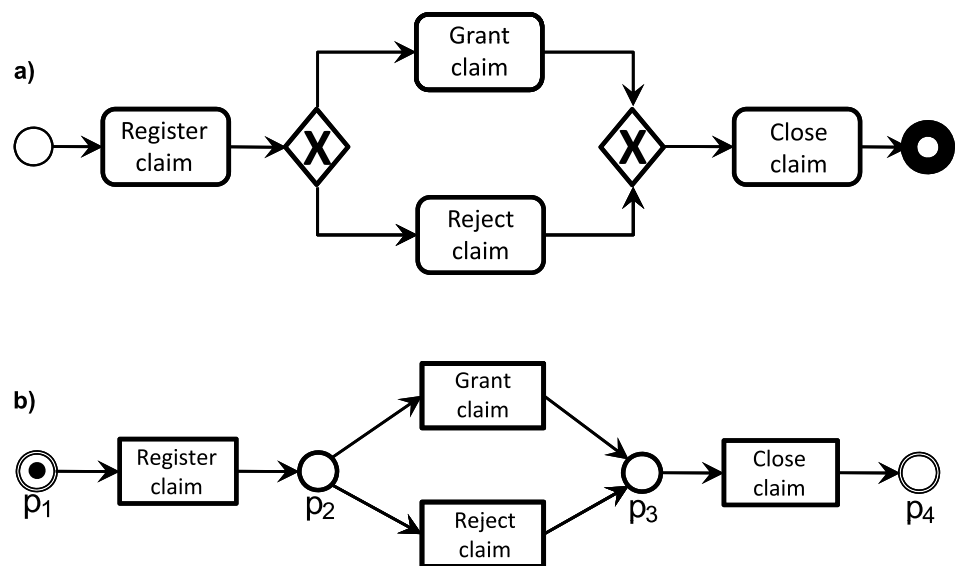 a)
Register
claim
X
Grant
claim
Reject
claim
X
Close
claim
b)
p1
Register
claim
p2
Grant
claim
Reject
claim
p3
Close
claim
p4